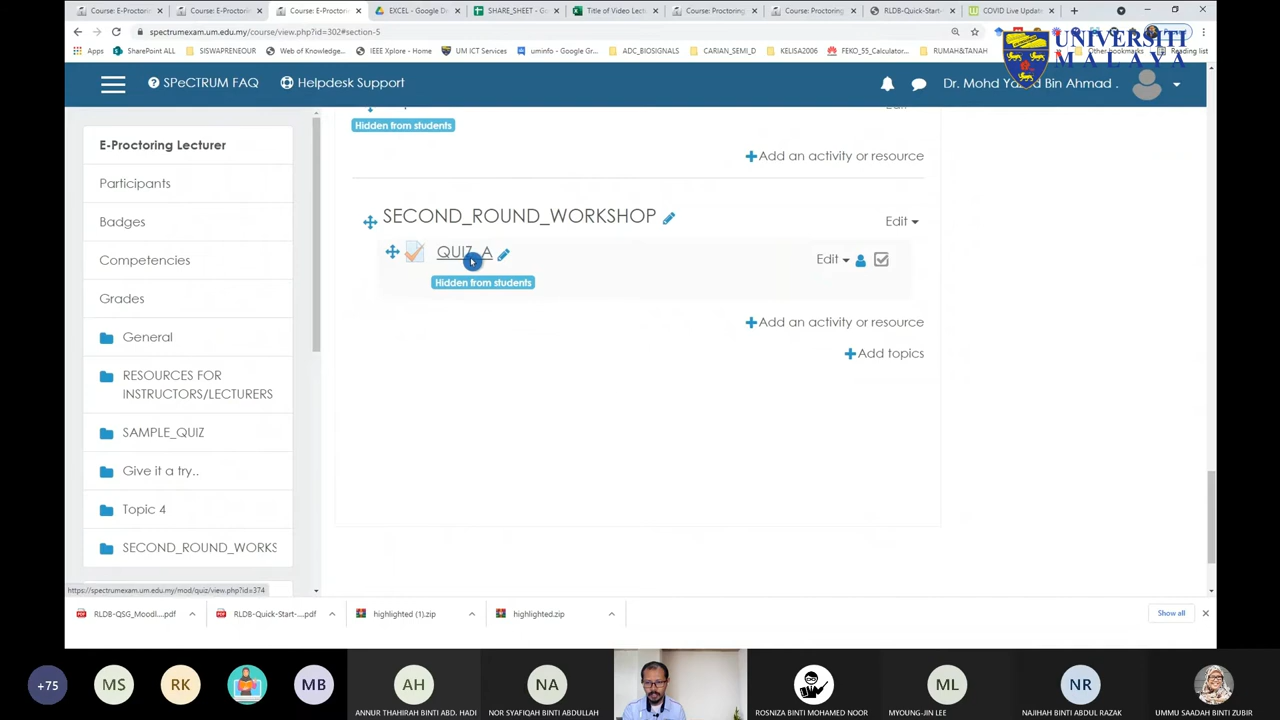 Course: E-Proctorin
Course: E-Proctorin
Course: E-Proctorin
EXCEL - Google D
SHARE_SHEET - G
Title of Video Lect
Course: Proctoring
Course: Proctoring
RLDB-Quick-Start-
COVID Live Update
spectrumexam.um.edu.my/course/view.php?id=302#section-5
Apps
SharePoint ALL
SISWAPRENEUR
Web of Knowledge...
IEEE Xplore - Home
UM ICT Services
uminfo - Google Gr...
ADC_BIOSIGNALS
CARIAN_SEMI_D
KELISA2006
FEKO_55_Calculator...
RUMAH&TANAH
Other bookmarks
Reading list
UNIVERSITI
MALAYA
SPeCTRUM FAQ
Helpdesk Support
Bin Ahmad .
E-Proctoring Lecturer
Participants
Badges
Competencies
Grades
General
RESOURCES FOR
INSTRUCTORS/LECTURERS
SAMPLE_QUIZ
Give it a try..
Topic 4
SECOND_ROUND_WORKS
Hidden from students
Add an activity or resource
SECOND_ROUND_WORKSHOP
Edit
QUIZ_A
Edit
Hidden from students
Add an activity or resource
Add topics
https://spectrumexam.um.edu.my/mod/quiz/view.php?id=374
RLDB-QSG_Moodl....pdf
RLDB-Quick-Start-....pdf
highlighted (1).zip
highlighted.zip
Show all
+75
MS
RK
MB
AH
NA
ML
NR
ANNUR THAHIRAH BINTI ABD. HADI
NOR SYAFIQAH BINTI ABDULLAH
ROSNIZA BINTI MOHAMED NOOR
MYOUNG-JIN LEE
NAJIHAH BINTI ABDUL RAZAK
UMMU SAADAH BINTI ZUBIR